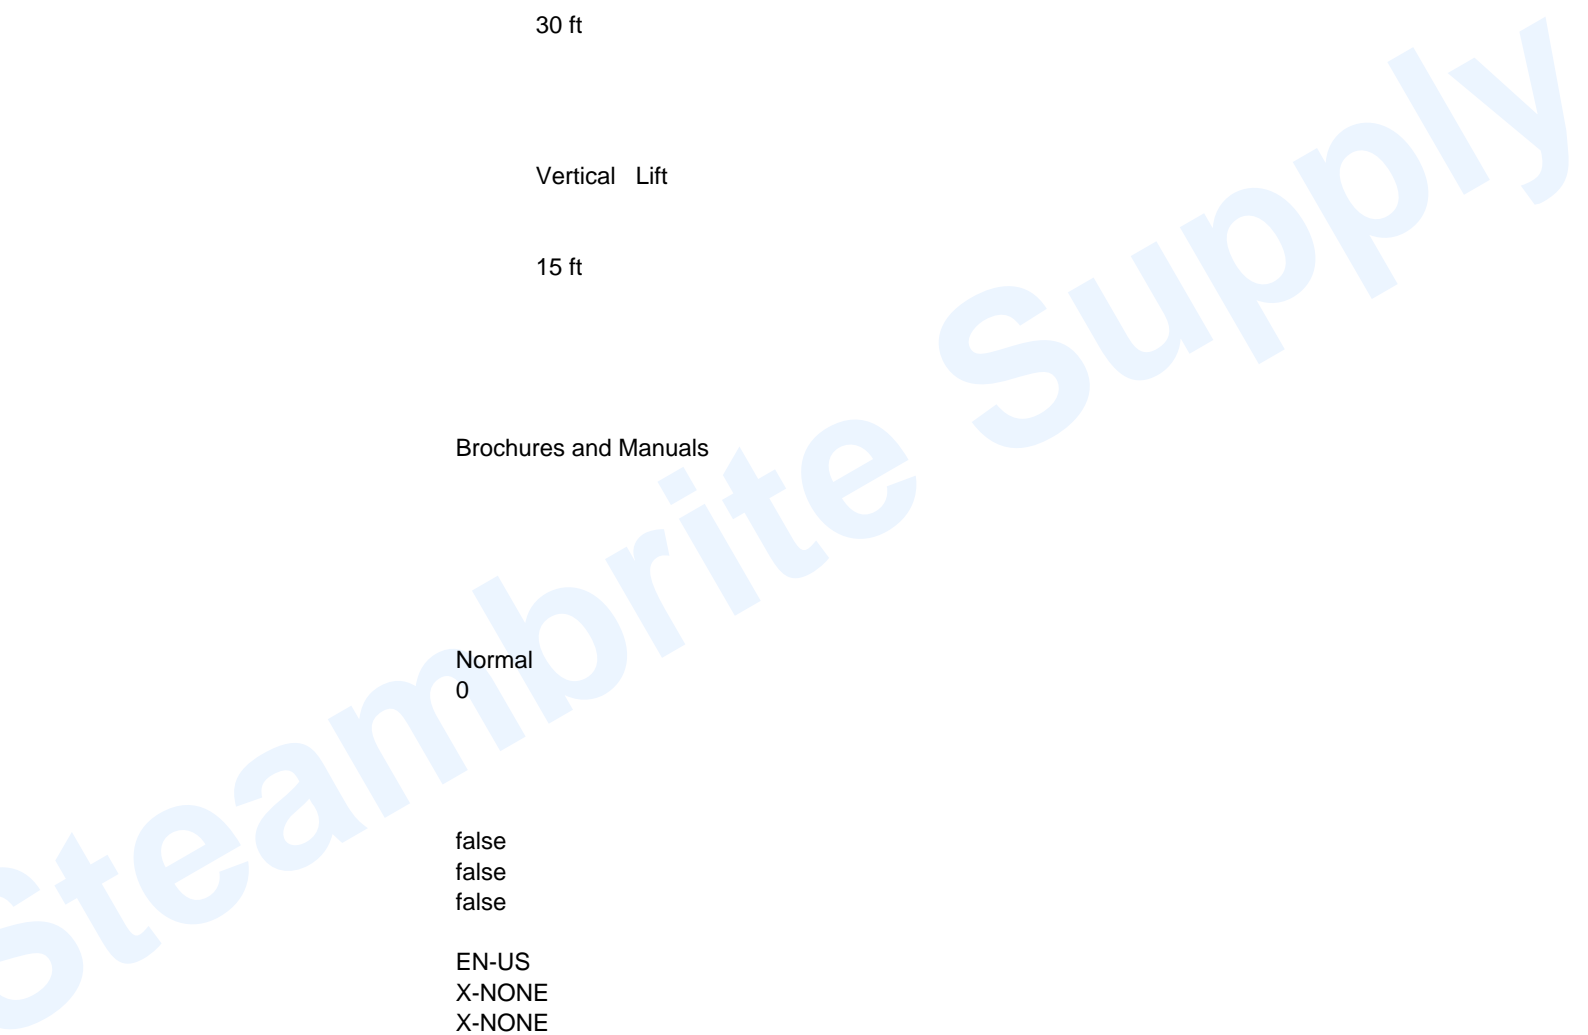 30 ft
Vertical   Lift
15 ft
Brochures and Manuals
Normal
0
false
false
false
EN-US
X-NONE
X-NONE
Steambrite Supply